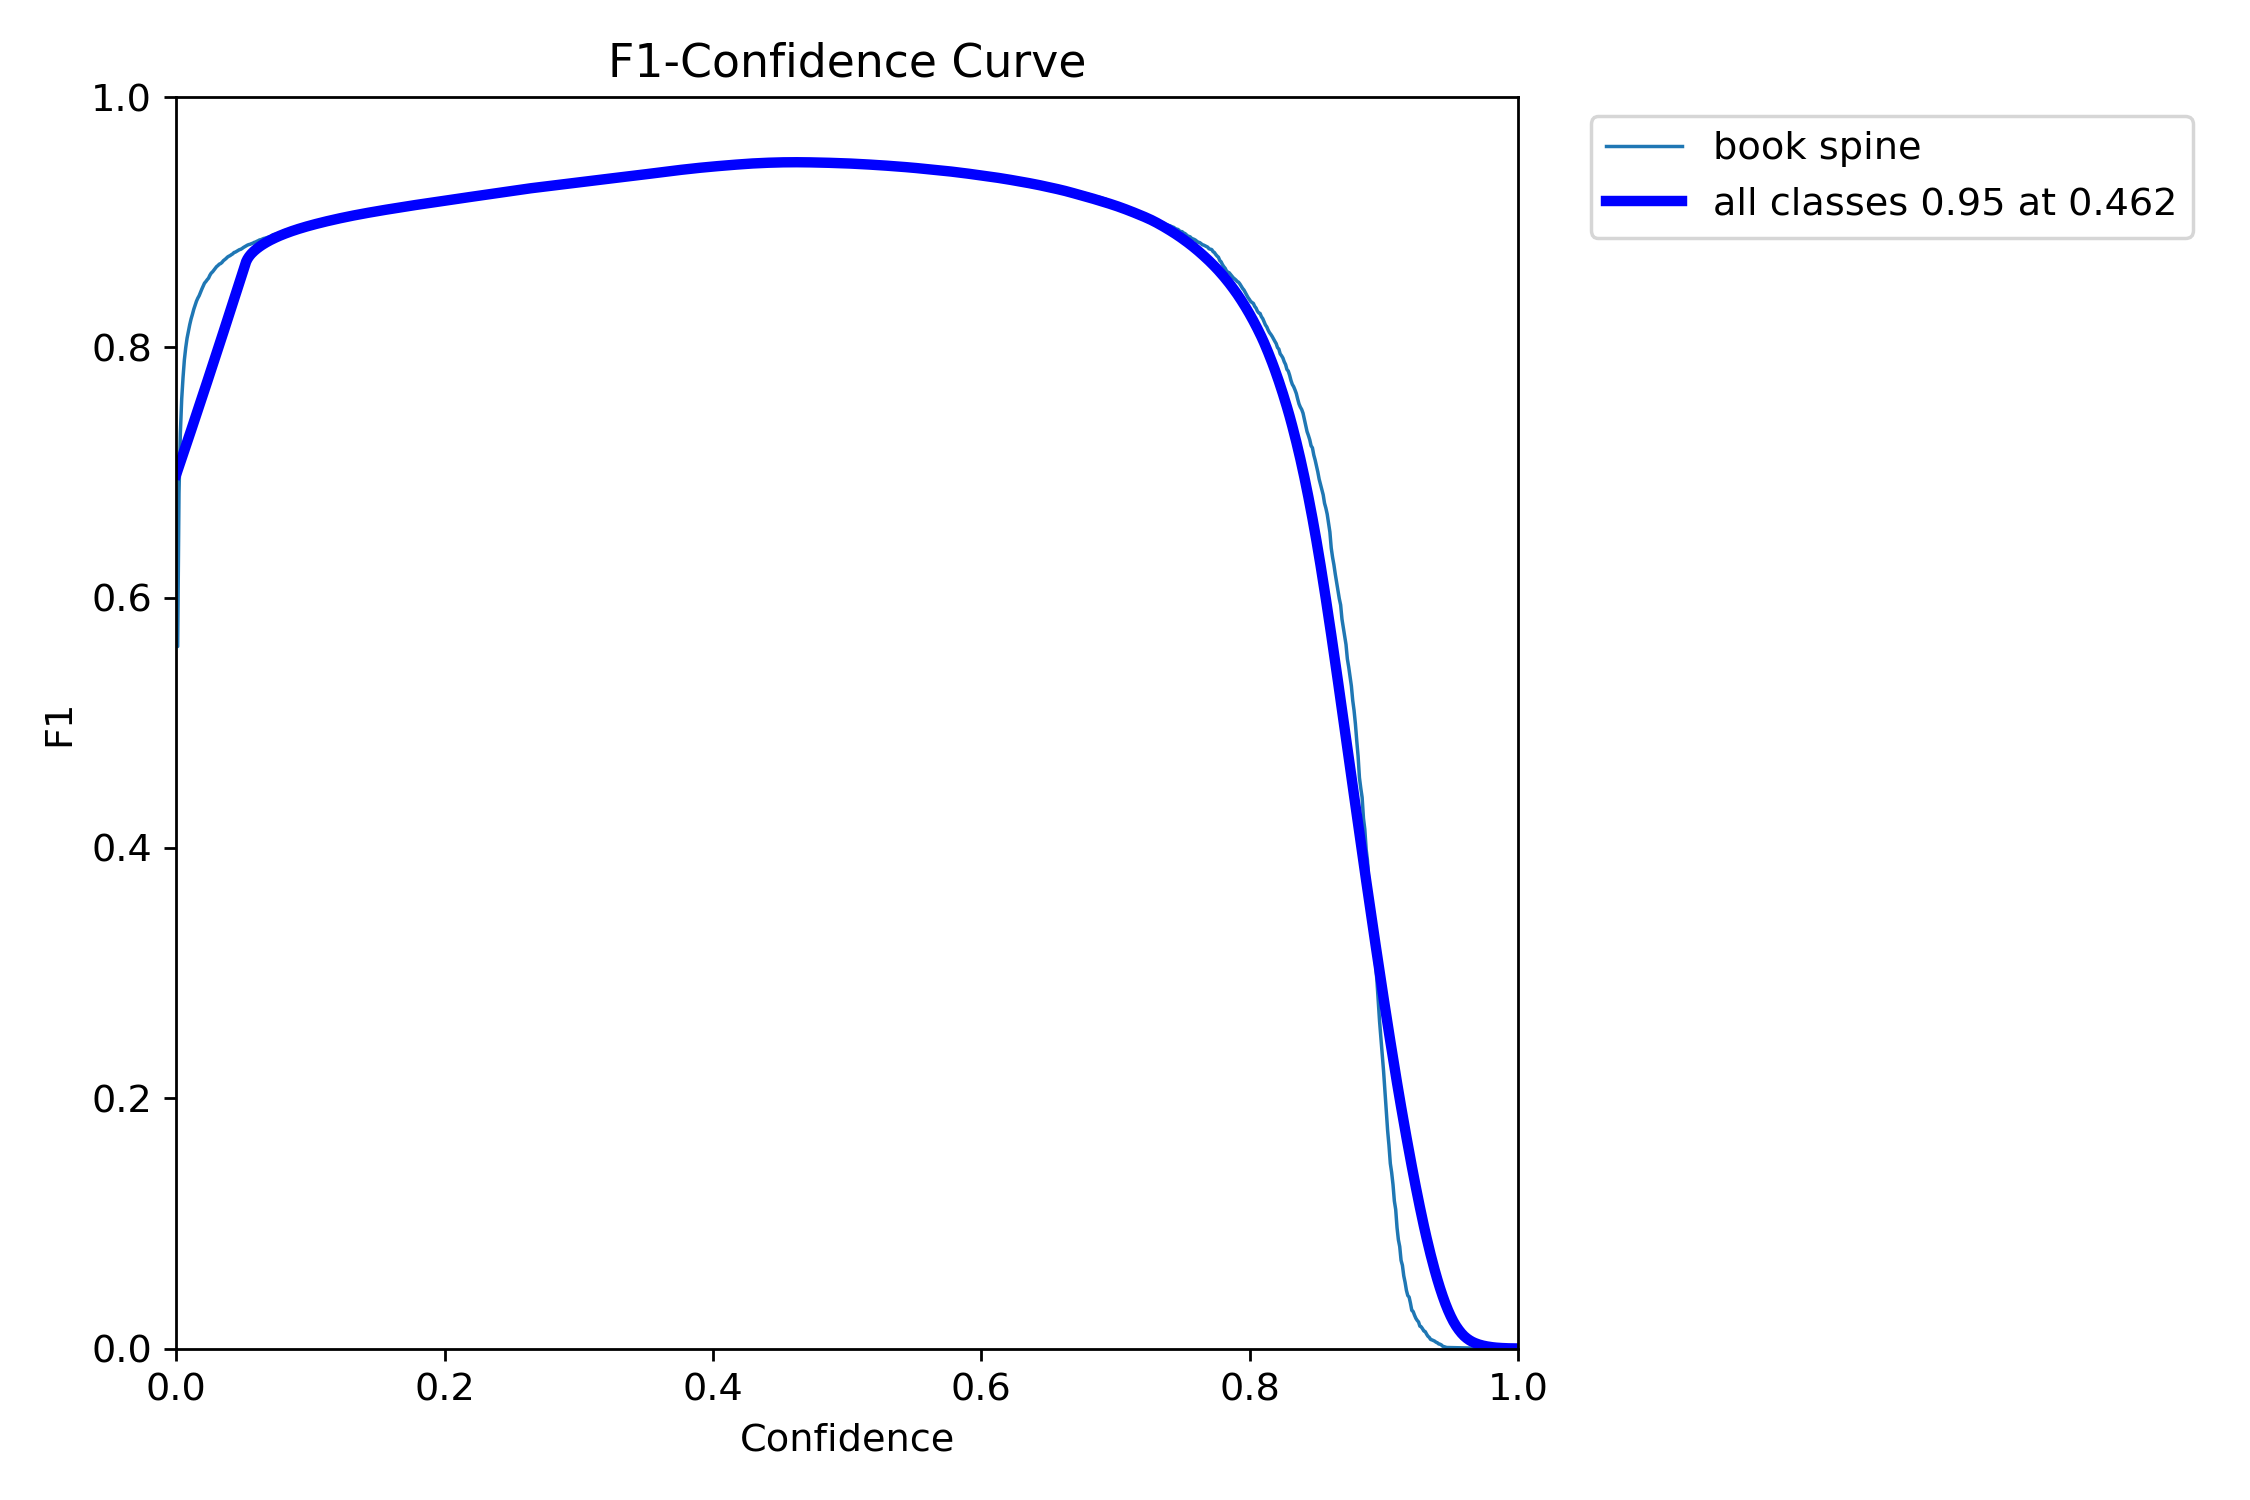 F1-Confidence Curve
book spine
all classes 0.95 at 0.462
F1
1.0
0.8
0.6
0.4
0.2
0.0
0.0 0.2 0.4 0.6 0.8 1.0
Confidence